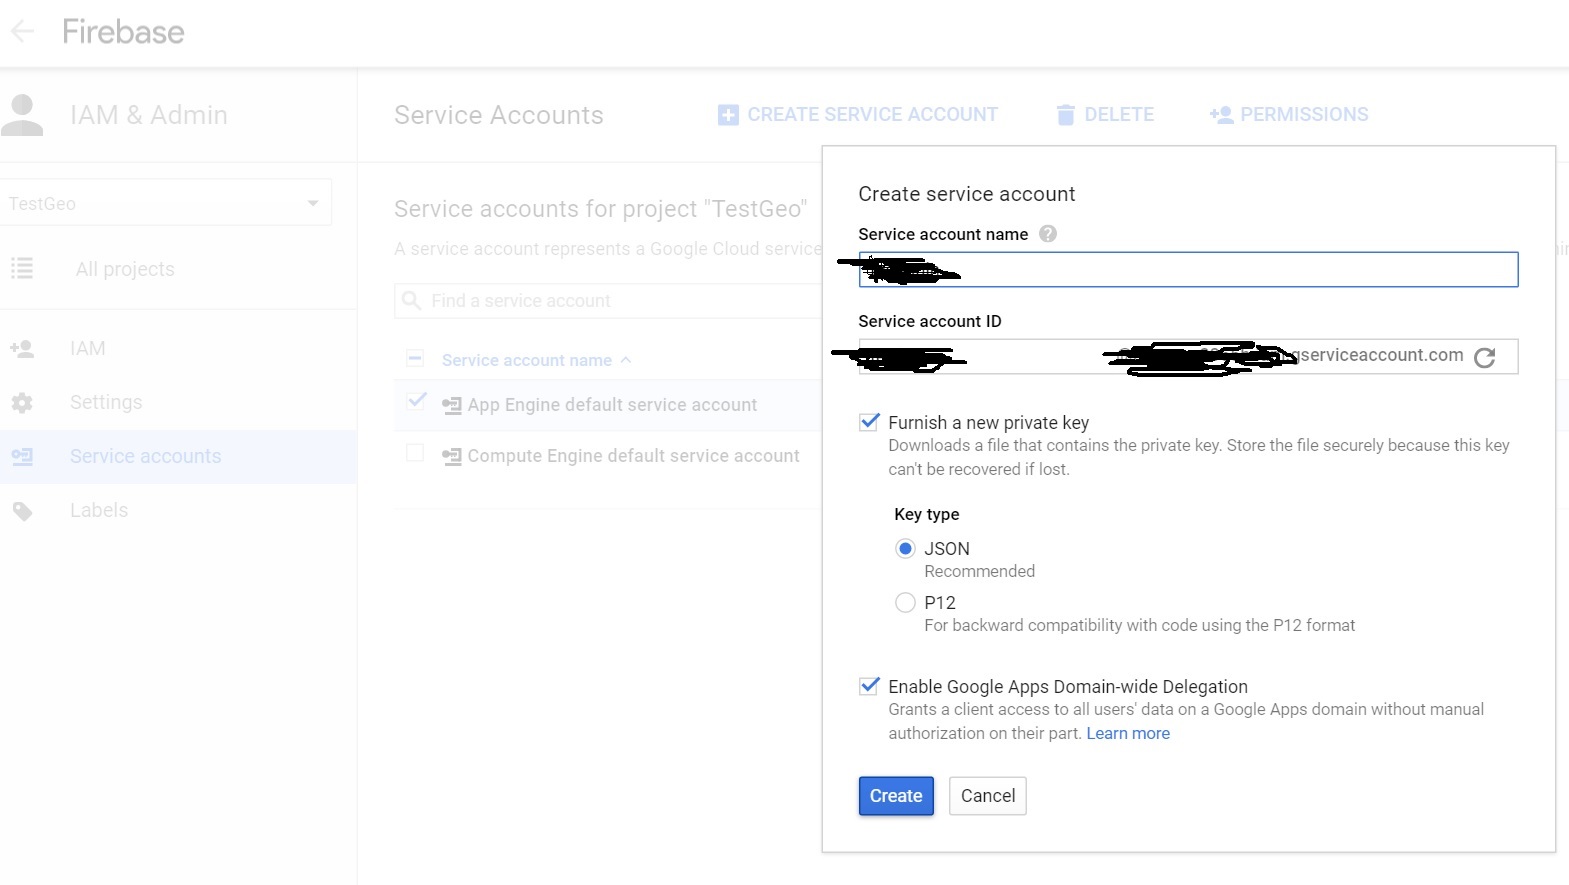 Firebase
IAM & Admin
Service Accounts
CREATE SERVICE ACCOUNT
DELETE
PERMISSIONS
TestGeo
All projects
IAM
Settings
Service accounts
Labels
Service accounts for project "TestGeo"
A service account represents a Google Cloud service
Find a service account
Service account name
App Engine default service account
Compute Engine default service account
Create service account
Service account name
Service account ID
gserviceaccount.com
Furnish a new private key
Downloads a file that contains the private key. Store the file securely because this key
can't be recovered if lost.
Key type
JSON
Recommended
P12
For backward compatibility with code using the P12 format
Enable Google Apps Domain-wide Delegation
Grants a client access to all users' data on a Google Apps domain without manual
authorization on their part. Learn more
Create
Cancel